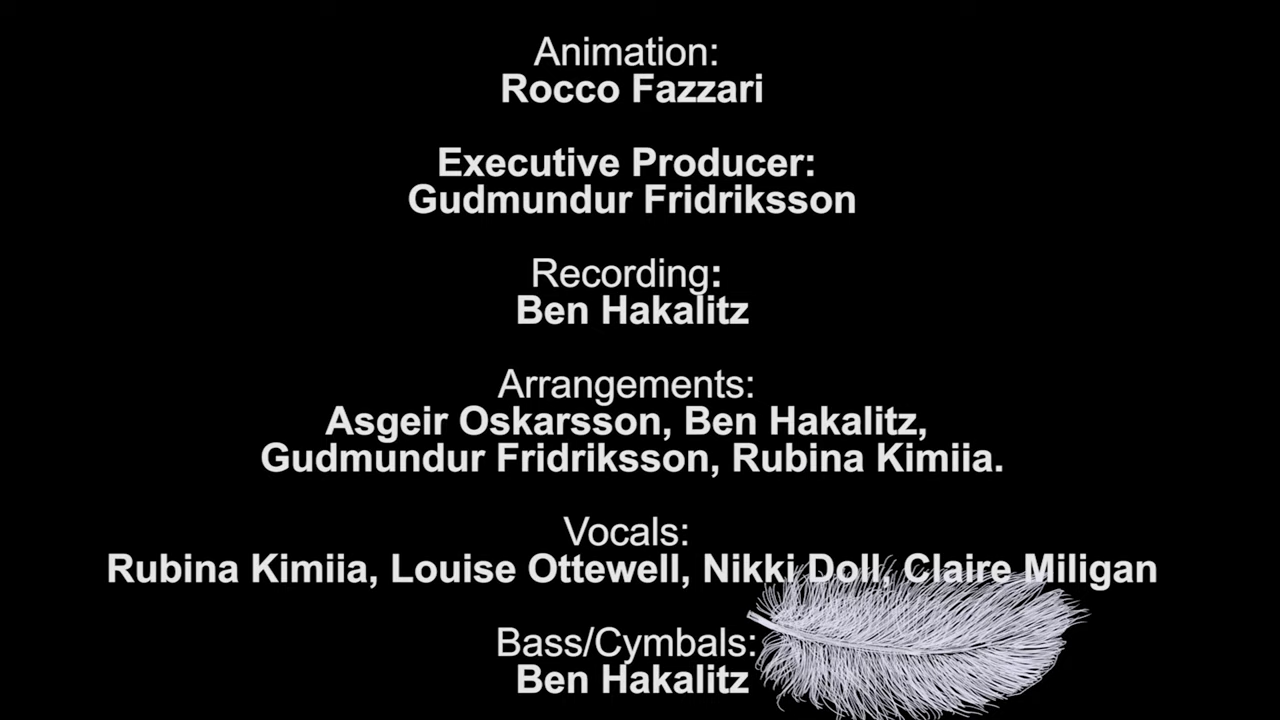 Animation:
Rocco Fazzari
Executive Producer:
Gudmundur Fridriksson
Recording:
Ben Hakalitz
Arrangements:
Asgeir Oskarsson, Ben Hakalitz,
Gudmundur Fridriksson, Rubina Kimiia.
Vocals:
Rubina Kimiia, Louise Ottewell, Nikki Doll, Claire Miligan
Bass/Cymbals:
Ben Hakalitz